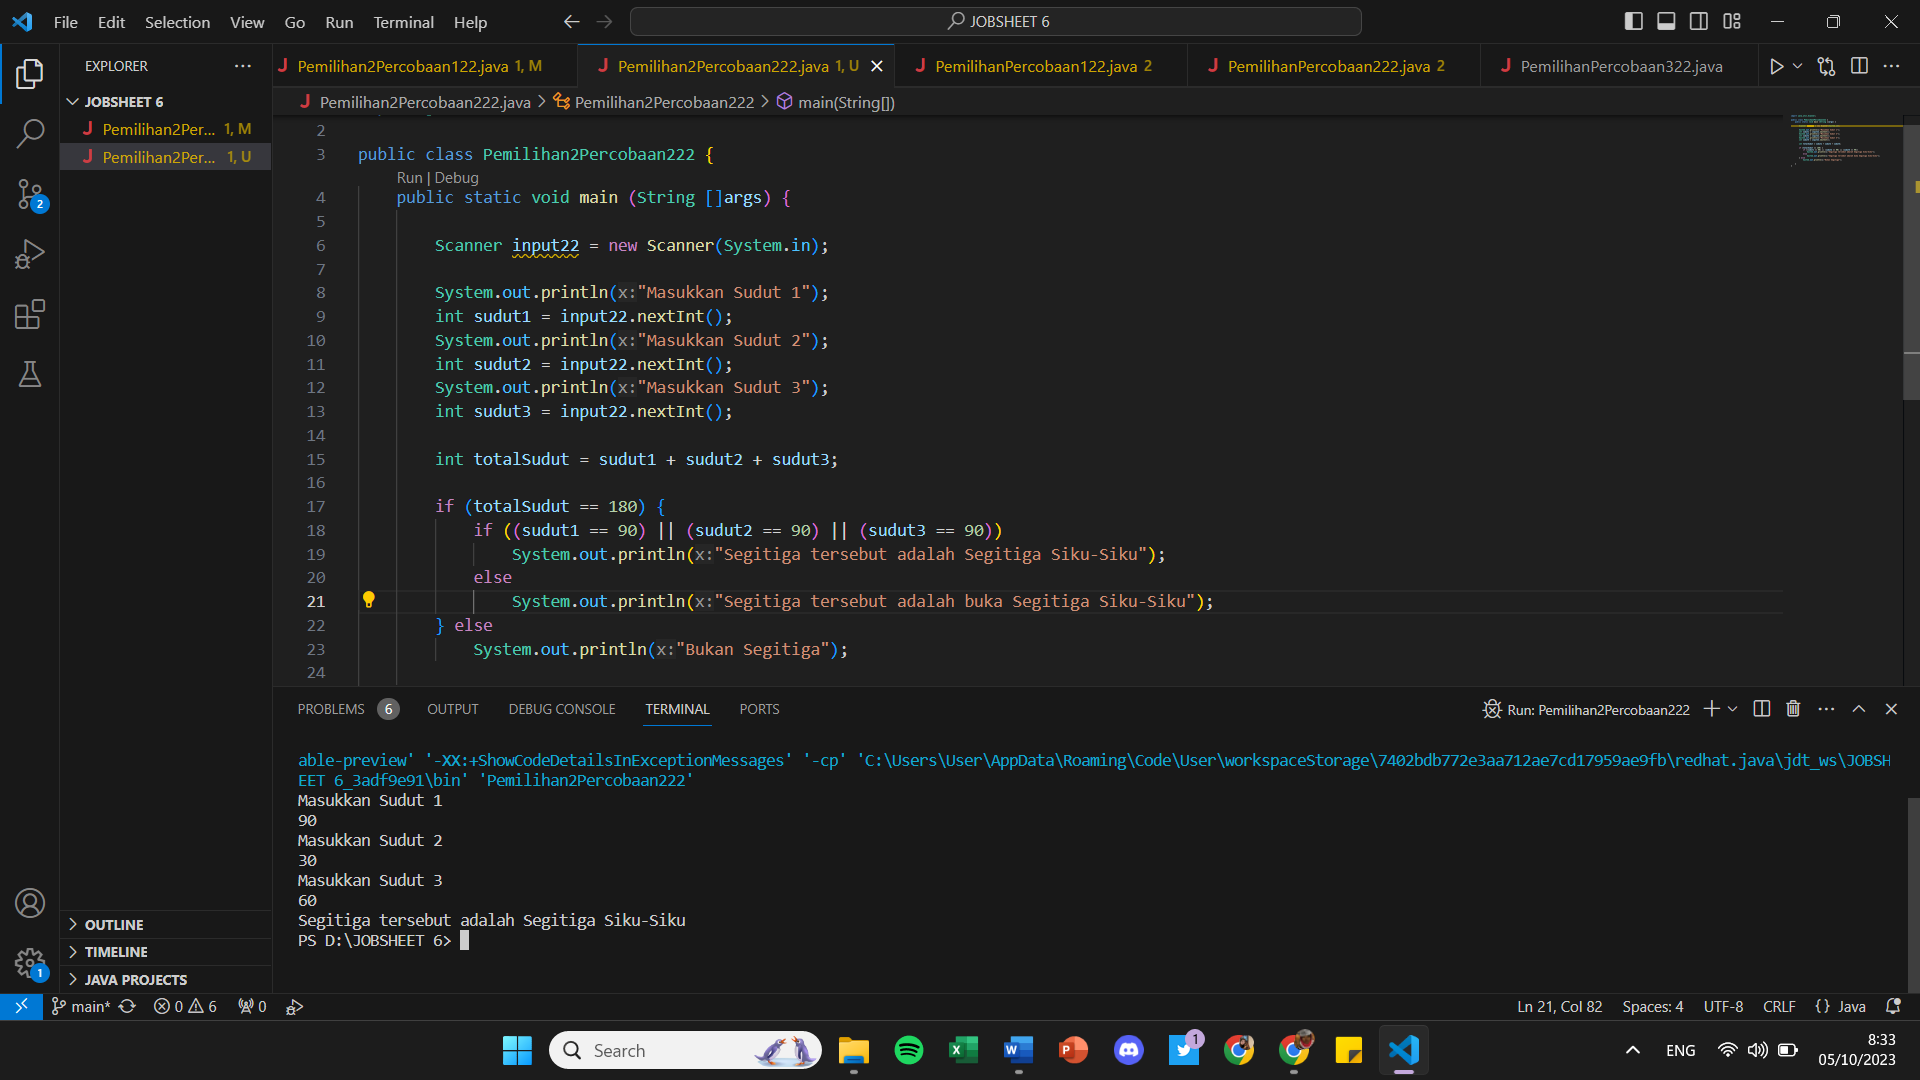 File Edit Selection View Go Run Terminal Help
JOBSHEET 6
EXPLORER
Pemilihan2Percobaan122.java 1, M
Pemilihan2Percobaan222.java 1, U
PemilihanPercobaan122.java 2
PemilihanPercobaan222.java 2
PemilihanPercobaan322.java
JOBSHEET 6
Pemilihan2Per... 1, M
Pemilihan2Per... 1, U
2
Pemilihan2Percobaan222.java > Pemilihan2Percobaan222 > main(String[])
2
3 public class Pemilihan2Percobaan222 {
Run | Debug
4 public static void main (String []args) {
5
6 Scanner input22 = new Scanner(System.in);
7
8 System.out.println(x:"Masukkan Sudut 1");
9 int sudut1 = input22.nextInt();
10 System.out.println(x:"Masukkan Sudut 2");
11 int sudut2 = input22.nextInt();
12 System.out.println(x:"Masukkan Sudut 3");
13 int sudut3 = input22.nextInt();
14
15 int totalSudut = sudut1 + sudut2 + sudut3;
16
17 if (totalSudut == 180) {
18 if ((sudut1 == 90) || (sudut2 == 90) || (sudut3 == 90))
19 System.out.println(x:"Segitiga tersebut adalah Segitiga Siku-Siku");
20 else
21 System.out.println(x:"Segitiga tersebut adalah buka Segitiga Siku-Siku");
22 } else
23 System.out.println(x:"Bukan Segitiga");
24
PROBLEMS 6 OUTPUT DEBUG CONSOLE TERMINAL PORTS
Run: Pemilihan2Percobaan222
able-preview' '-XX:+ShowCodeDetailsInExceptionMessages' '-cp' 'C:\Users\User\AppData\Roaming\Code\User\workspaceStorage\7402bdb772e3aa712ae7cd17959ae9fb\redhat.java\jdt_ws\JOBSH
EET 6_3adf9e91\bin' 'Pemilihan2Percobaan222'
Masukkan Sudut 1
90
Masukkan Sudut 2
30
Masukkan Sudut 3
60
Segitiga tersebut adalah Segitiga Siku-Siku
PS D:\JOBSHEET 6>
OUTLINE
TIMELINE
JAVA PROJECTS
1
main* 0 6 0
Ln 21, Col 82 Spaces: 4 UTF-8 CRLF {} Java
Search
1
ENG
8:33
05/10/2023